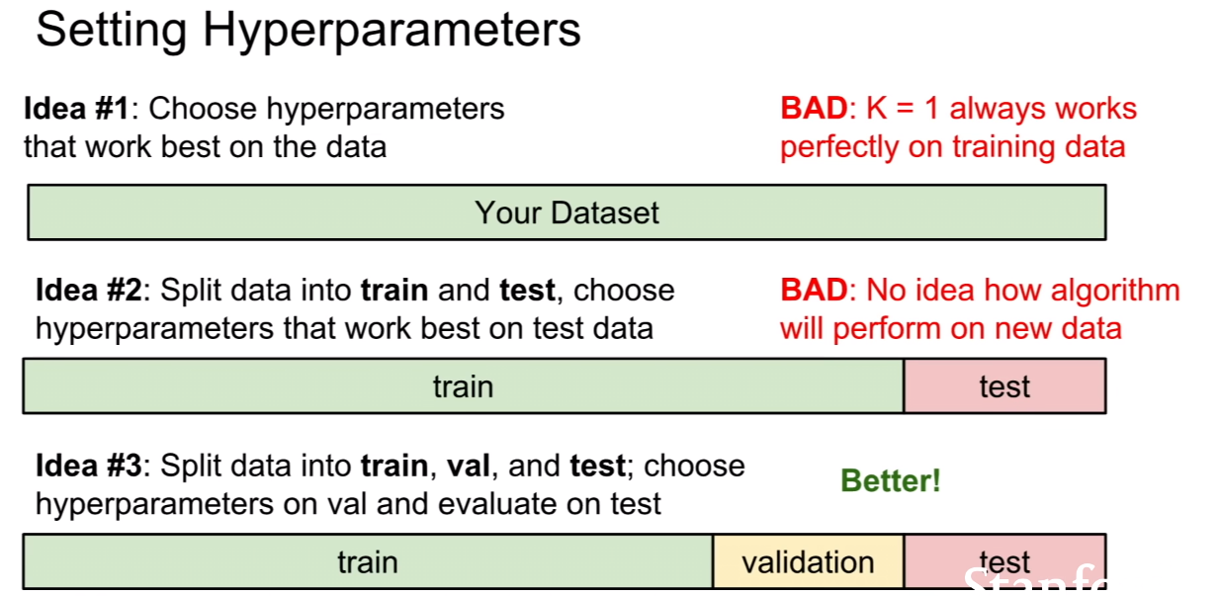 Setting Hyperparameters
Idea #1: Choose hyperparameters
that work best on the data
BAD: K = 1 always works
perfectly on training data
Your Dataset
Idea #2: Split data into train and test, choose
hyperparameters that work best on test data
BAD: No idea how algorithm
will perform on new data
train
test
Idea #3: Split data into train, val, and test; choose
hyperparameters on val and evaluate on test
Better!
train
validation
test